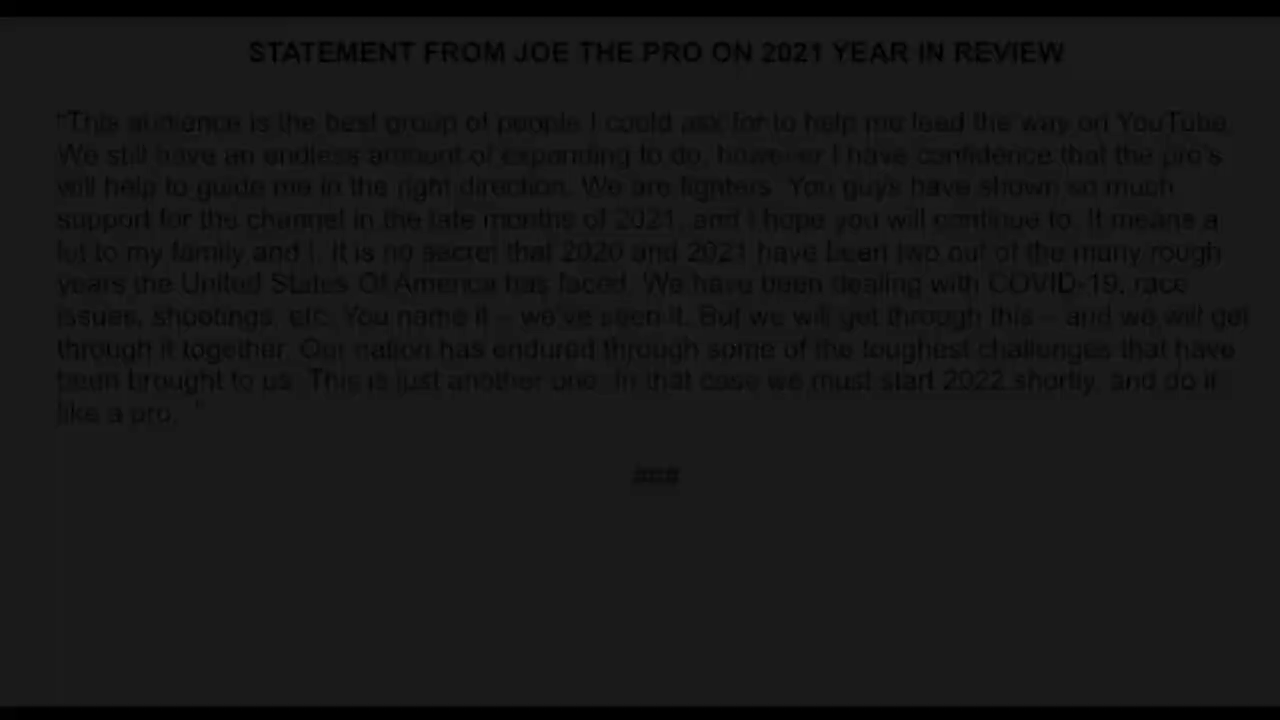 STATEMENT FROM JOE THE PRO ON 2021 YEAR IN REVIEW
"This audience is the best group of people I could ask for to help me lead the way on YouTube.
We still have an endless amount of expanding to do, however I have confidence that the pro's
will help to guide me in the right direction. We are fighters. You guys have shown so much
support for the channel in the late months of 2021, and I hope you will continue to. It means a
lot to my family and I. It is no secret that 2020 and 2021 have been two out of the many rough
years the United States Of America has faced. We have been dealing with COVID-19, race
issues, shootings, etc. You name it – we've seen it. But we will get through this – and we will get
through it together. Our nation has endured through some of the toughest challenges that have
been brought to us. This is just another one. In that case we must start 2022 shortly, and do it
like a pro. "
###